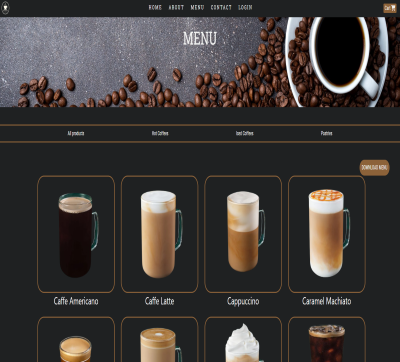 HOME ABOUT MENU CONTACT LOGIN
Cart
MENU
All products Hot Coffees Iced Coffees Pastries
DOWNLOAD MENU
Caffe Americano Caffe Latte Cappuccino Caramel Machiato